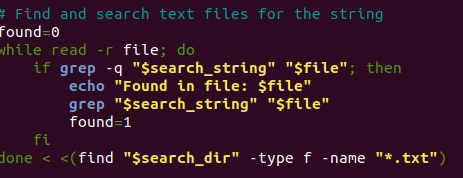 # Find and search text files for the string
found=0
while read -r file; do
    if grep -q "$search_string" "$file"; then
        echo "Found in file: $file"
        grep "$search_string" "$file"
        found=1
    fi
done < <(find "$search_dir" -type f -name "*.txt")